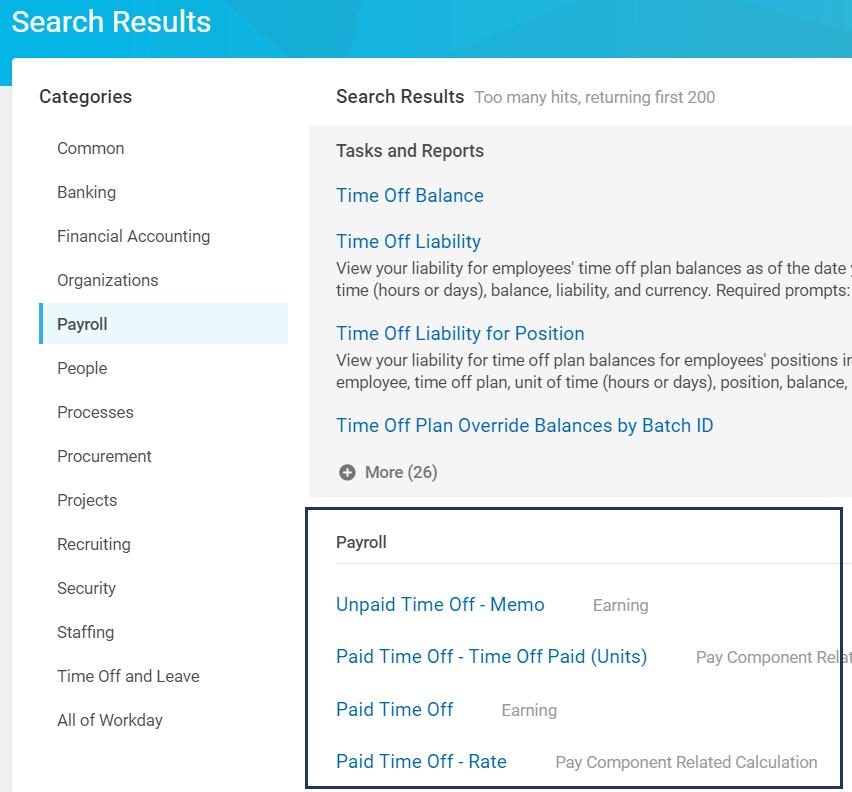 Search Results
Categories
Common
Banking
Financial Accounting
Organizations
Payroll
People
Processes
Procurement
Projects
Recruiting
Security
Staffing
Time Off and Leave
All of Workday
Search Results Too many hits, returning first 200
Tasks and Reports
Time Off Balance
Time Off Liability
View your liability for employees' time off plan balances as of the date
time (hours or days), balance, liability, and currency. Required prompts:
Time Off Liability for Position
View your liability for time off plan balances for employees' positions
employee, time off plan, unit of time (hours or days), position, balance,
Time Off Plan Override Balances by Batch ID
More (26)
Payroll
Unpaid Time Off - Memo Earning
Paid Time Off - Time Off Paid (Units) Pay Component
Paid Time Off Earning
Paid Time Off - Rate Pay Component Related Calculation